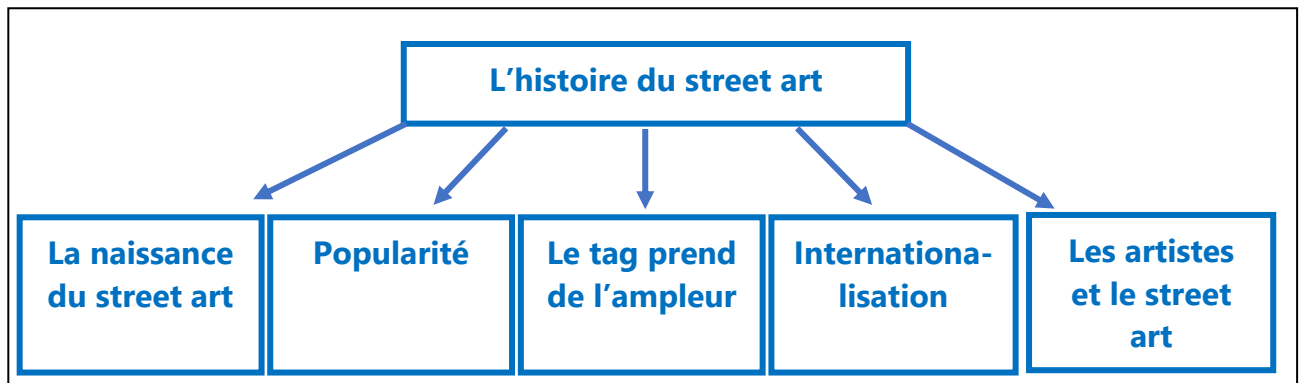 L’histoire du street art
La naissance
du street art
Popularité
Le tag prend
de l’ampleur
Internationa-
lisation
Les artistes
et le street
art